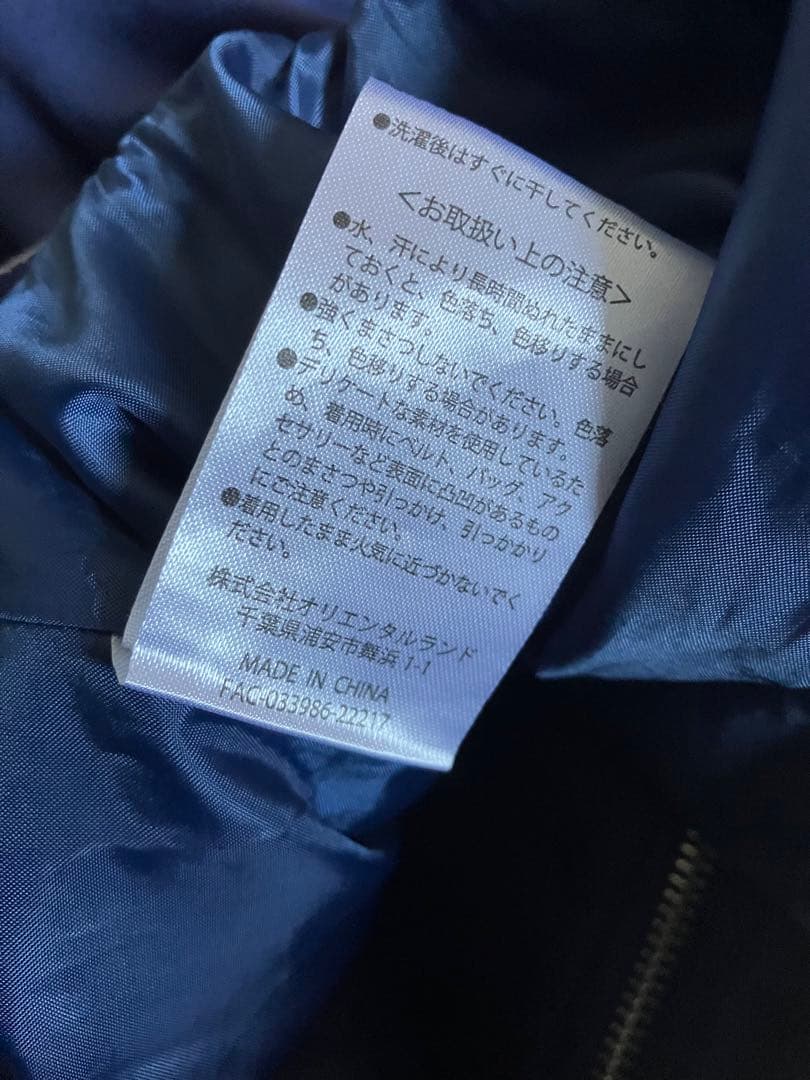 ●洗濯後はすぐに干してください。
＜お取扱い上の注意＞
●水、汗により長時間ぬれたままにし
ておくと、色落ち、色移りする場合
があります。
●強くまさつしないでください。色落
ち、色移りする場合があります。
●デリケートな素材を使用しているた
め、着用時にベルト、バッグ、アク
セサリーなど表面に凸凹があるもの
とのまさつや引っかけ、引っかかり
にご注意ください。
●着用したまま火気に近づかないでく
ださい。
株式会社オリエンタルランド
千葉県浦安市舞浜 1-1
MADE IN CHINA
FAC-033986-22217